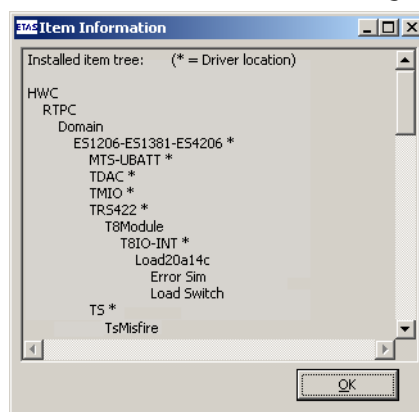 ETAS Item Information
Installed item tree: (* = Driver location)
HWC
RTPC
Domain
ES1206-ES1381-ES4206 *
MTS-UBATT *
TDAC *
TMIO *
TRS422 *
T8Module
T8IO-INT *
Load20a14c
Error Sim
Load Switch
TS *
TsMisfire
OK